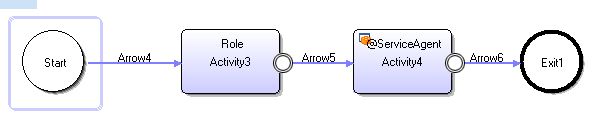 Start
Arrow4
Role
Activity3
Arrow5
@ServiceAgent
Activity4
Arrow6
Exit1